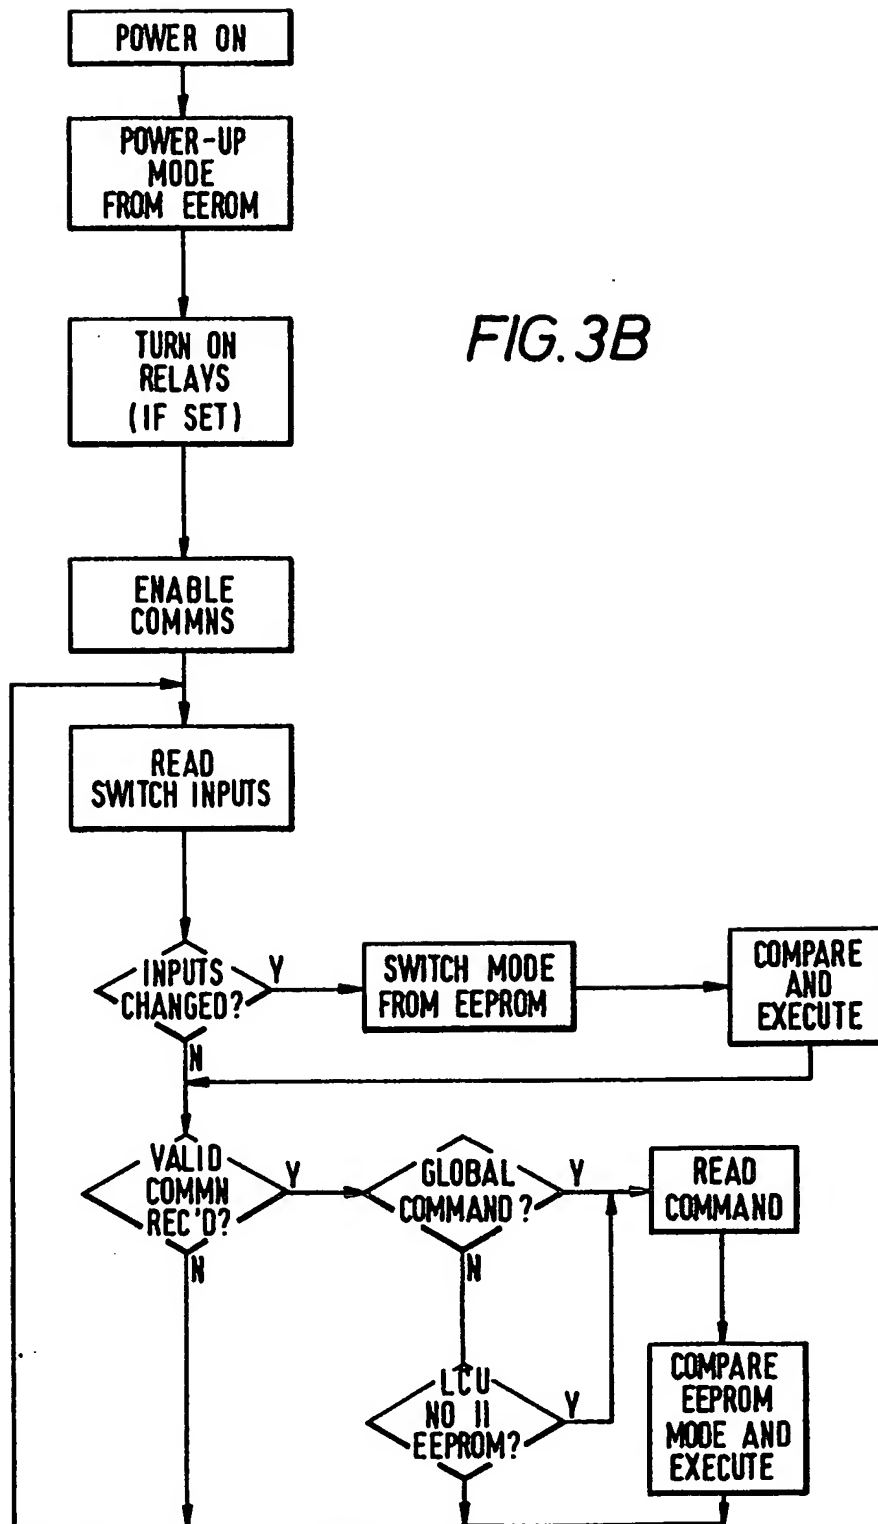 POWER ON
POWER-UP
MODE
FROM EEROM
TURN ON
RELAYS
(IF SET)
FIG. 3B
ENABLE
COMMNS
READ
SWITCH INPUTS
INPUTS
CHANGED?
Y
N
SWITCH MODE
FROM EEPROM
COMPARE
AND
EXECUTE
VALID
COMMN
REC'D?
Y
N
GLOBAL
COMMAND?
Y
N
READ
COMMAND
LCU
NO II
EEPROM?
Y
COMPARE
EEPROM
MODE AND
EXECUTE